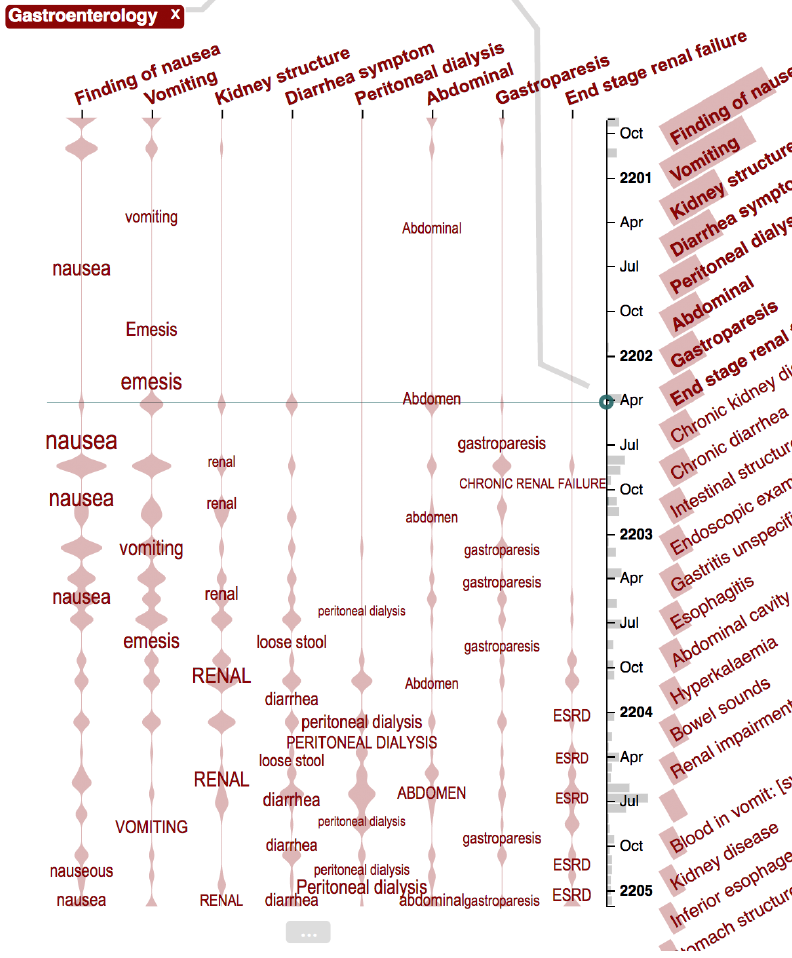 Gastroenterology x
Finding of nausea
Vomiting
Kidney structure
Diarrhea symptom
Peritoneal dialysis
Abdominal
Gastroparesis
End stage renal failure
Oct
2201
vomiting
Apr
Abdominal
nausea
Jul
Oct
Emesis
2202
emesis
Abdomen
Apr
nausea
gastroparesis
Jul
renal
CHRONIC RENAL FAILURE
Oct
nausea
renal
abdomen
2203
vomiting
gastroparesis
Apr
gastroparesis
nausea
renal
peritoneal dialysis
Jul
emesis
loose stool
gastroparesis
Oct
RENAL
Abdomen
diarrhea
2204
ESRD
peritoneal dialysis
PERITONEAL DIALYSIS
Apr
loose stool
ESRD
RENAL
ABDOMEN
diarrhea
ESRD
Jul
peritoneal dialysis
VOMITING
gastroparesis
diarrhea
Oct
ESRD
nauseous
peritoneal dialysis
Peritoneal dialysis
2205
nausea
RENAL
diarrhea
abdominal
gastroparesis
ESRD
...
Finding of nause
Vomiting
Kidney structure
Diarrhea sympto
Peritoneal dialys
Abdominal
Gastroparesis
End stage renal f
Chronic kidney di
Chronic diarrhea
Intestinal structure
Endoscopic exam
Gastritis unspecifi
Esophagitis
Abdominal cavity
Hyperkalaemia
Bowel sounds
Renal impairment
Blood in vomit: [sy
Kidney disease
Inferior esophage
tomach structure